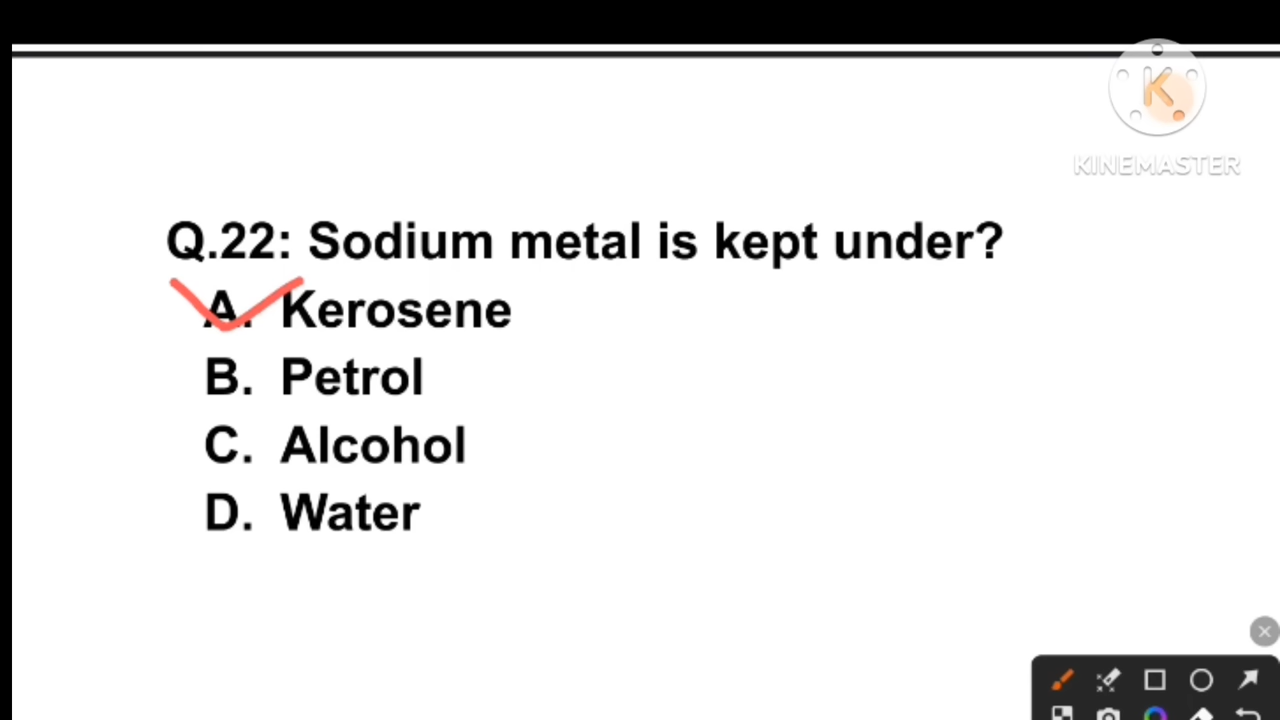 K
KINEMASTER
Q.22: Sodium metal is kept under?
A. Kerosene
B. Petrol
C. Alcohol
D. Water